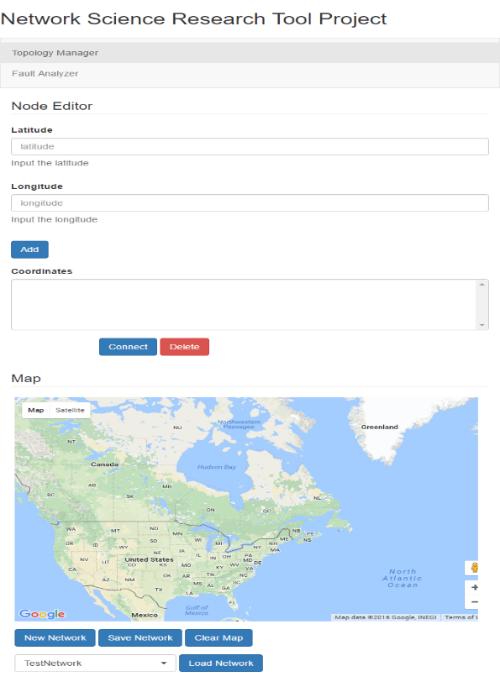 Network Science Research Tool Project
Topology Manager
Fault Analyzer
Node Editor
Latitude
latitude
Input the latitude
Longitude
longitude
Input the longitude
Add
Coordinates
Connect Delete
Map
Map Satellite
Northwestern Passages
Greenland
NU
NT
Canada
Hudson Bay
AB
MB
BC
SK
NL
ON
QC
WA
MT
ND
MN
NB
PE
OR
ID
SD
WI
MI
ME
NS
WY
NE
IA
IL
IN
OH
PA
NY
NH
NV
UT
United States
CO
KS
MO
KY
WV
VA
MD
DE
CA
AZ
NM
OK
AR
TN
NC
SC
MS
AL
GA
TX
LA
FL
North Atlantic Ocean
Gulf of Mexico
Mexico
Google
Map data ©2016 Google, INEGI Terms of
New Network Save Network Clear Map
TestNetwork Load Network